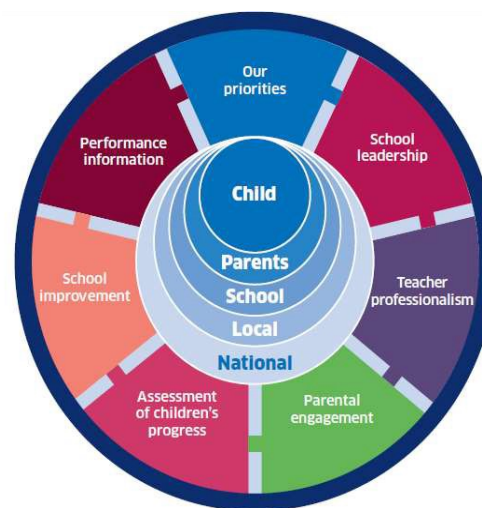 Our
priorities
School
leadership
Teacher
professionalism
Parental
engagement
Assessment
of children's
progress
School
improvement
Performance
information
Child
Parents
School
Local
National